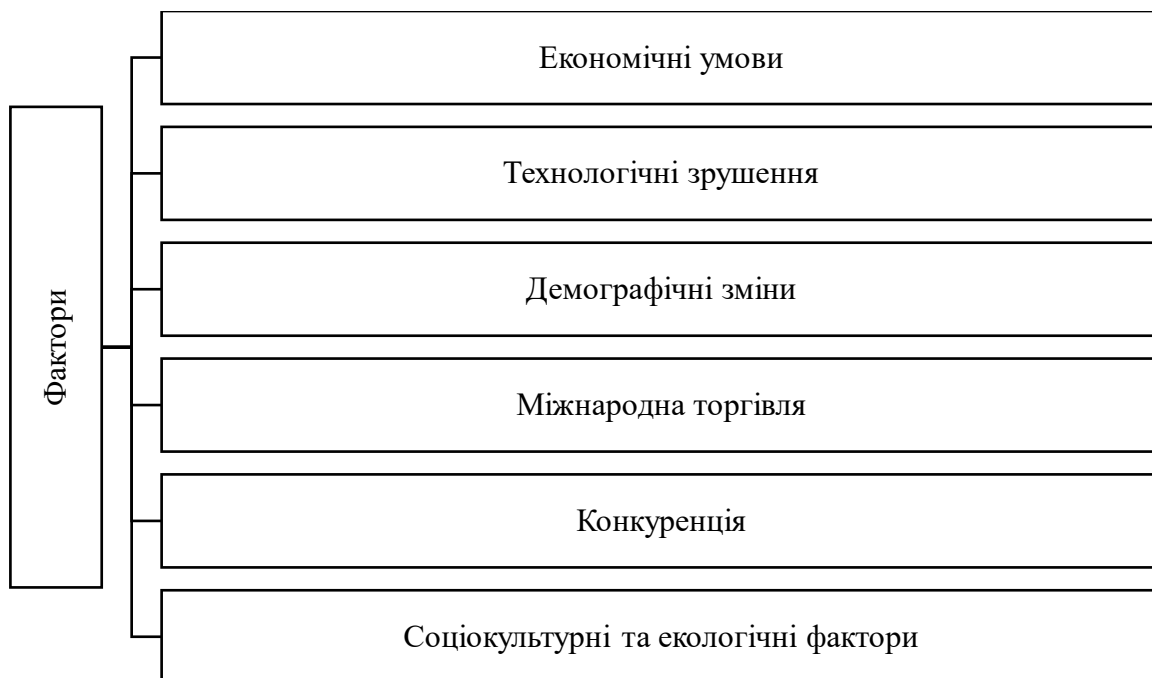 Фактори
Економічні умови
Технологічні зрушення
Демографічні зміни
Міжнародна торгівля
Конкуренція
Соціокультурні та екологічні фактори